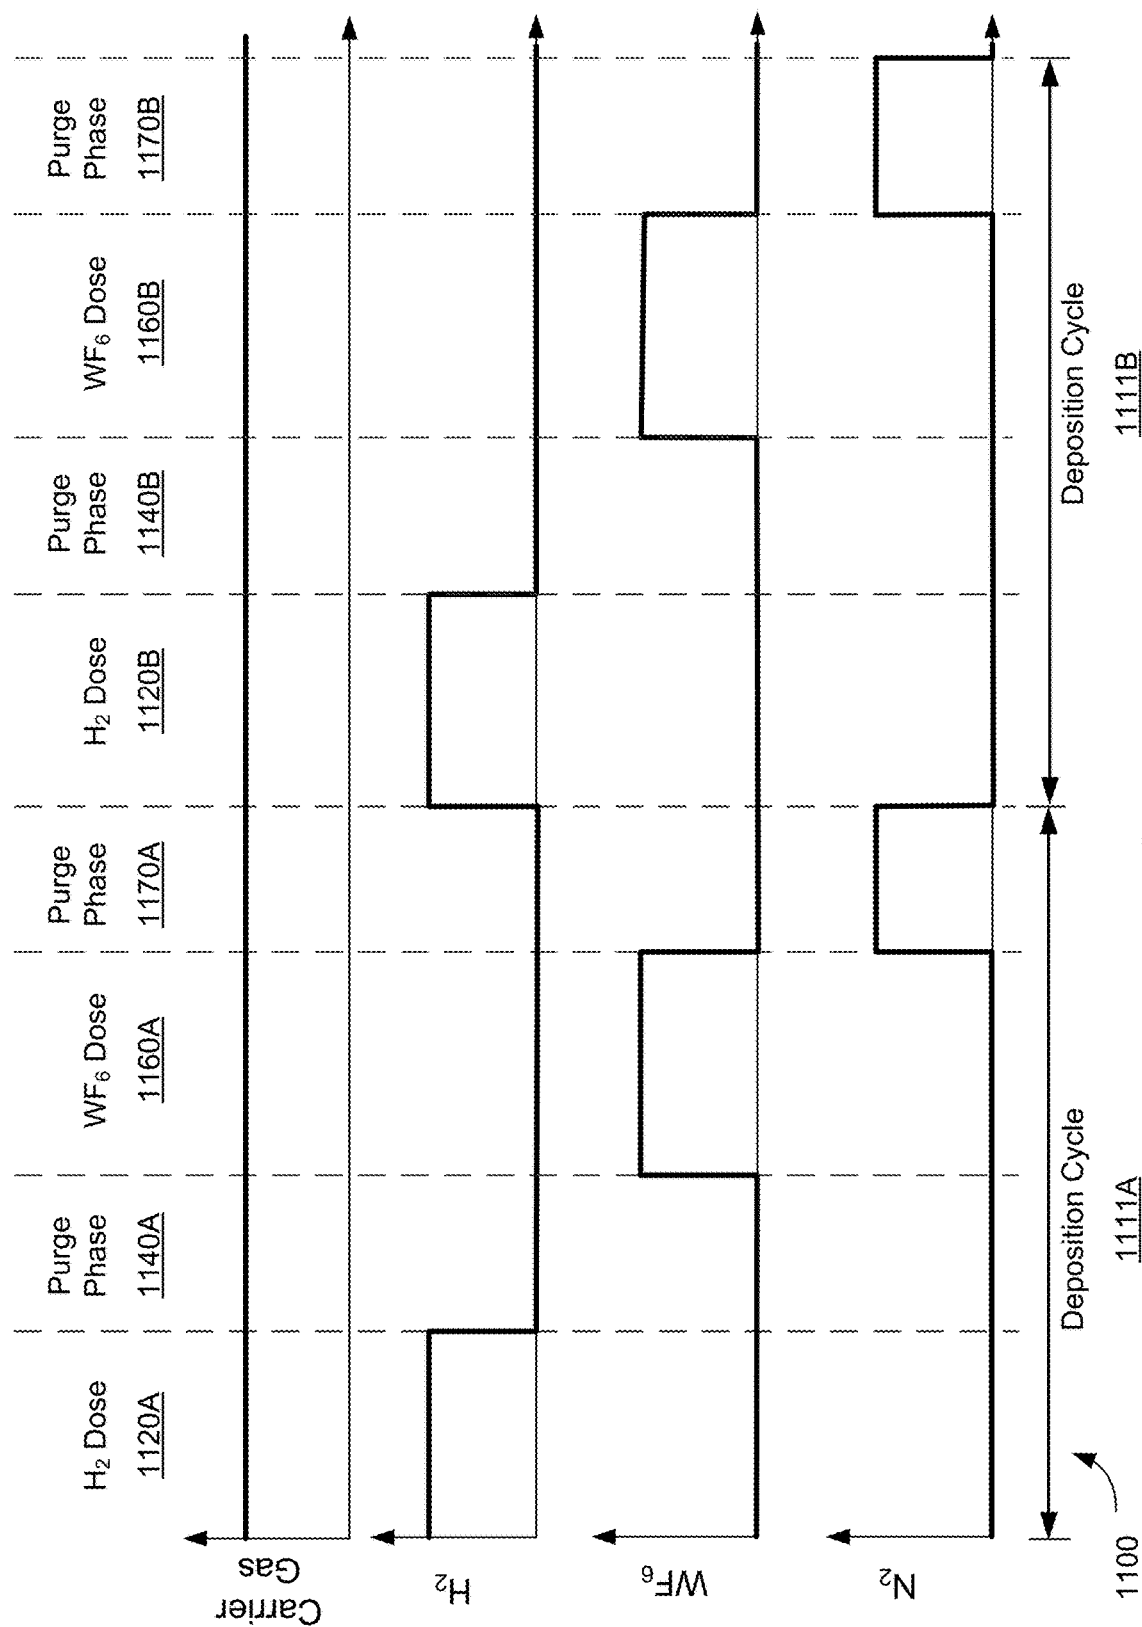 H2 Dose
1120A
Purge
Phase
1140A
WF6 Dose
1160A
Purge
Phase
1170A
H2 Dose
1120B
Purge
Phase
1140B
WF6 Dose
1160B
Purge
Phase
1170B
Carrier
Gas
H2
WF6
N2
Deposition Cycle
1111A
Deposition Cycle
1111B
1100